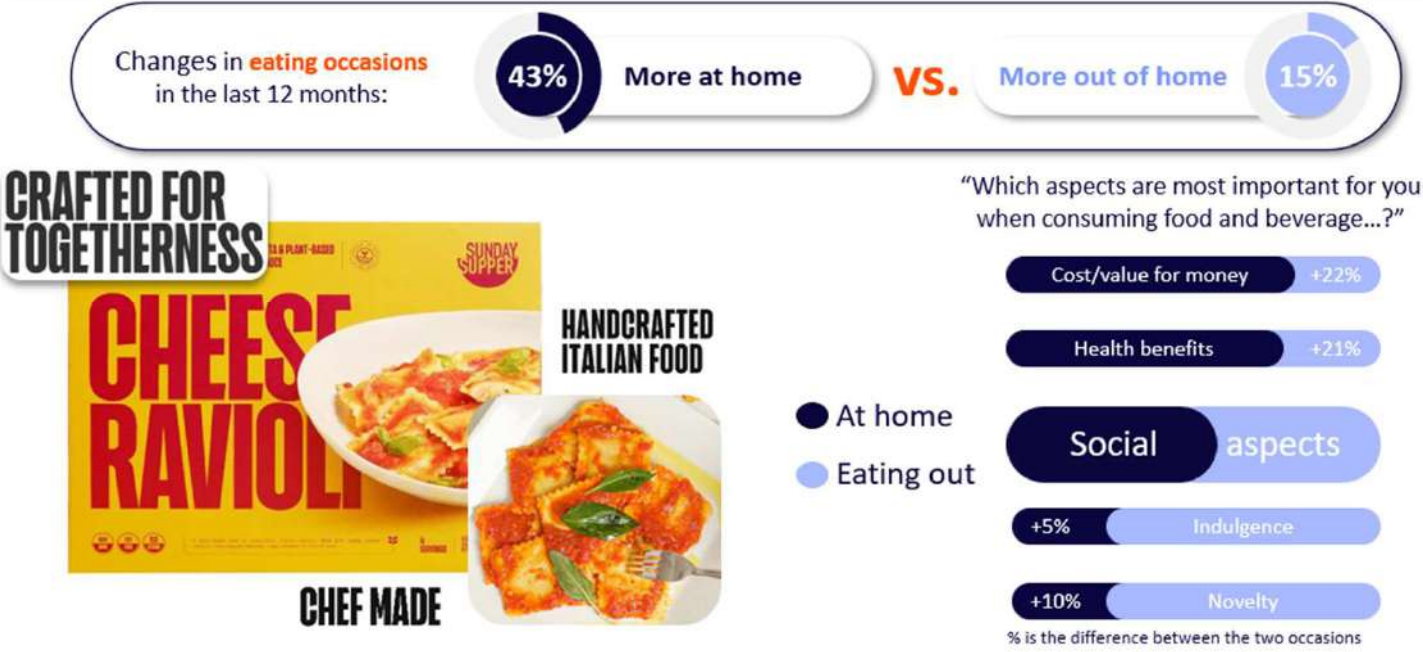 Changes in eating occasions
in the last 12 months:
43%
More at home
vs.
More out of home
15%
CRAFTED FOR
TOGETHERNESS
& PLANT-BASED
SUNDAY
SUPPER
CHEESE
RAVIOLI
HANDCRAFTED
ITALIAN FOOD
CHEF MADE
At home
Eating out
“Which aspects are most important for you
when consuming food and beverage...?”
Cost/value for money +22%
Health benefits +21%
Social aspects
+5% Indulgence
+10% Novelty
% is the difference between the two occasions